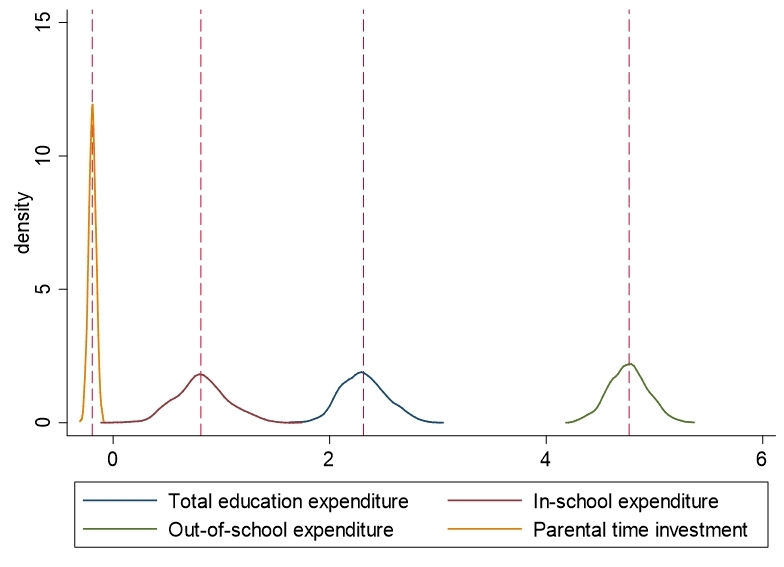 15
10
5
0
density
0 2 4 6
Total education expenditure In-school expenditure
Out-of-school expenditure Parental time investment